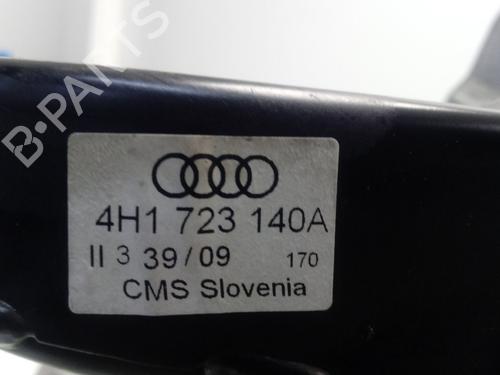 B-PARTS
4H1 723 140A
II 3 39/09 170
CMS Slovenia